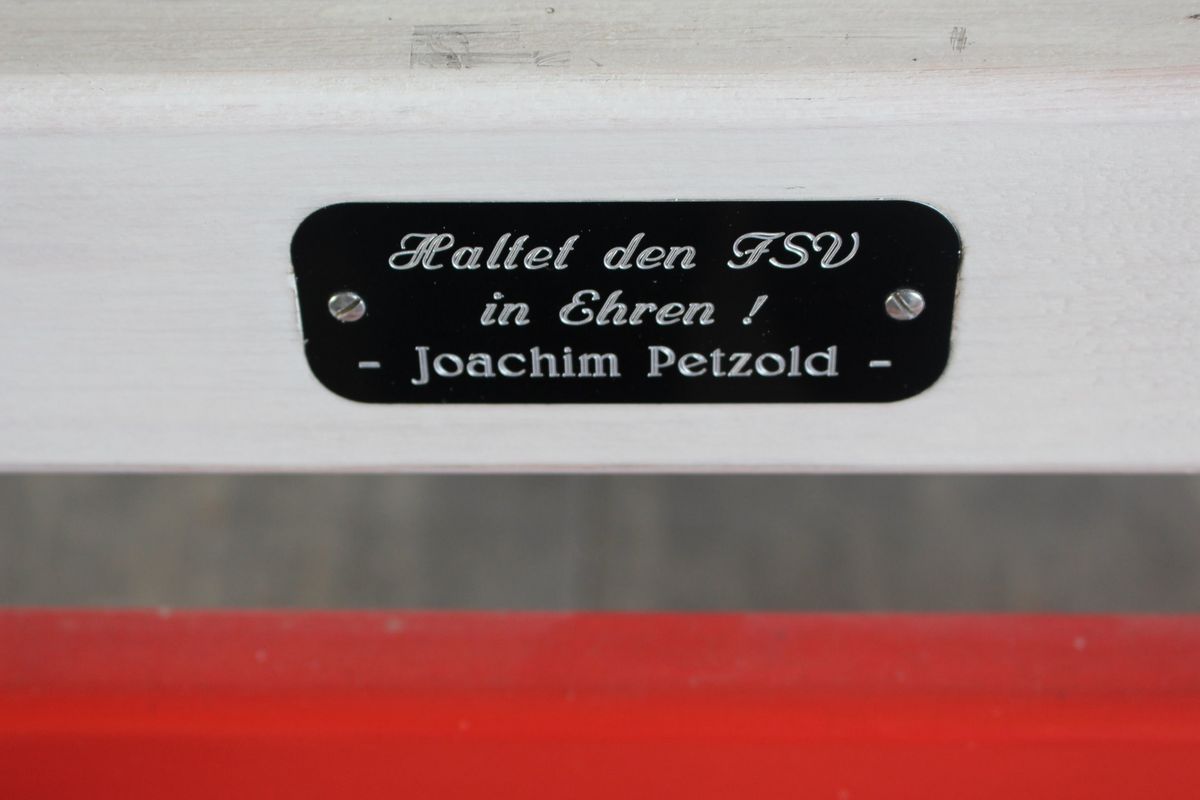 Haltet den FSV
in Ehren !
- Joachim Petzold -